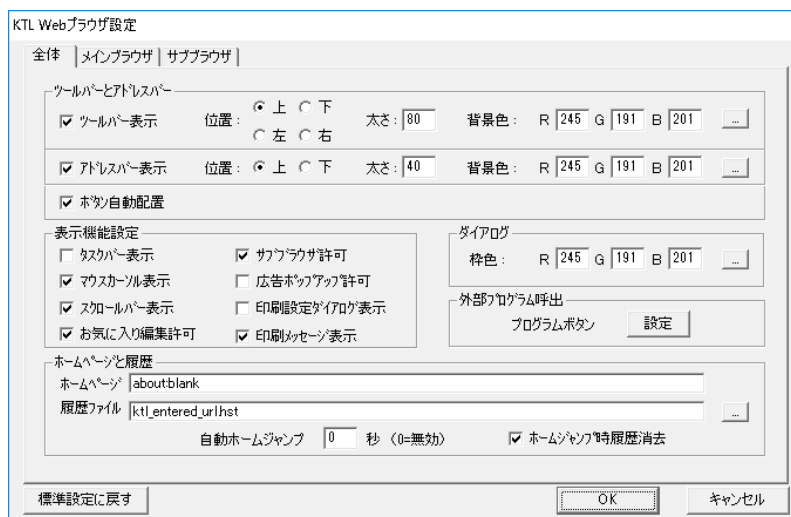 KTL Webブラウザ設定
全体 メインブラウザ サブブラウザ
ツールバーとアドレスバー
ツールバー表示 位置： 上 下 左 右 太さ： 80 背景色： R 245 G 191 B 201 ...
アドレスバー表示 位置： 上 下 太さ： 40 背景色： R 245 G 191 B 201 ...
ボタン自動配置
表示機能設定
タスクバー表示 サブブラウザ許可
マウスカーソル表示 広告ポップアップ許可
スクロールバー表示 印刷設定ダイアログ表示
お気に入り編集許可 印刷メッセージ表示
ダイアログ
枠色： R 245 G 191 B 201 ...
外部プログラム呼出
プログラムボタン 設定
ホームページと履歴
ホームページ about:blank
履歴ファイル ktl_entered_url.hst ...
自動ホームジャンプ 0 秒 （0=無効） ホームジャンプ時履歴消去
標準設定に戻す OK キャンセル